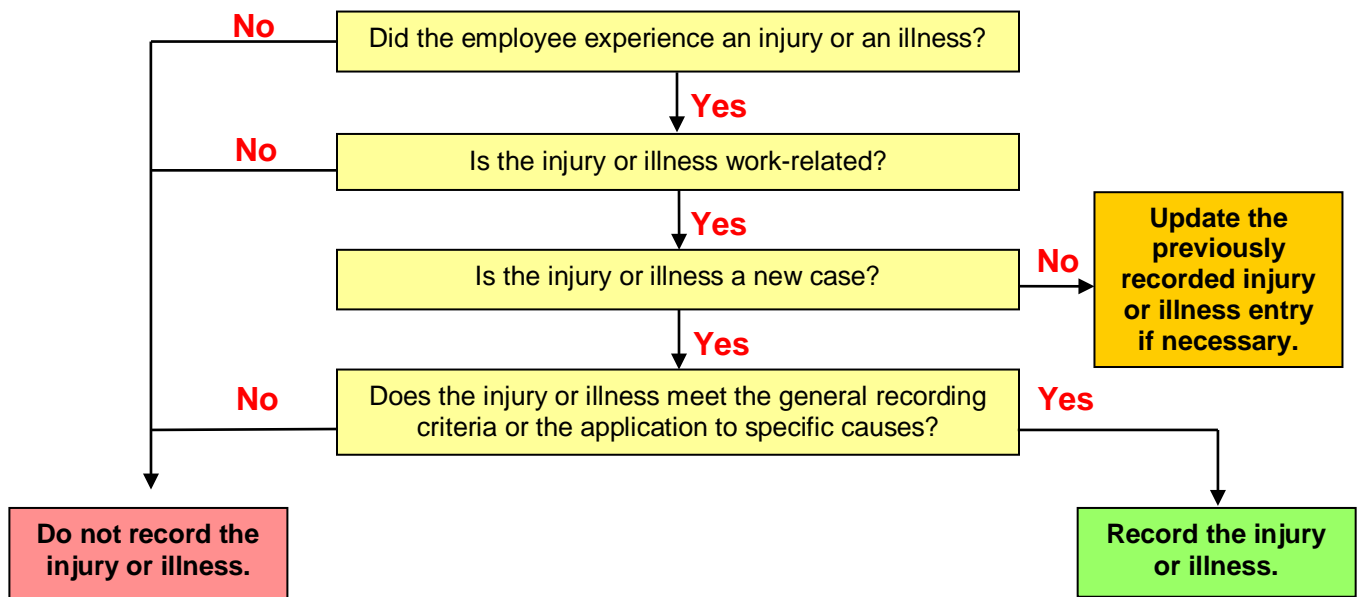 No
Did the employee experience an injury or an illness?
Yes
No
Is the injury or illness work-related?
Yes
Is the injury or illness a new case?
No
Update the
previously
recorded injury
or illness entry
if necessary.
Yes
No
Does the injury or illness meet the general recording
criteria or the application to specific causes?
Yes
Do not record the
injury or illness.
Record the injury
or illness.